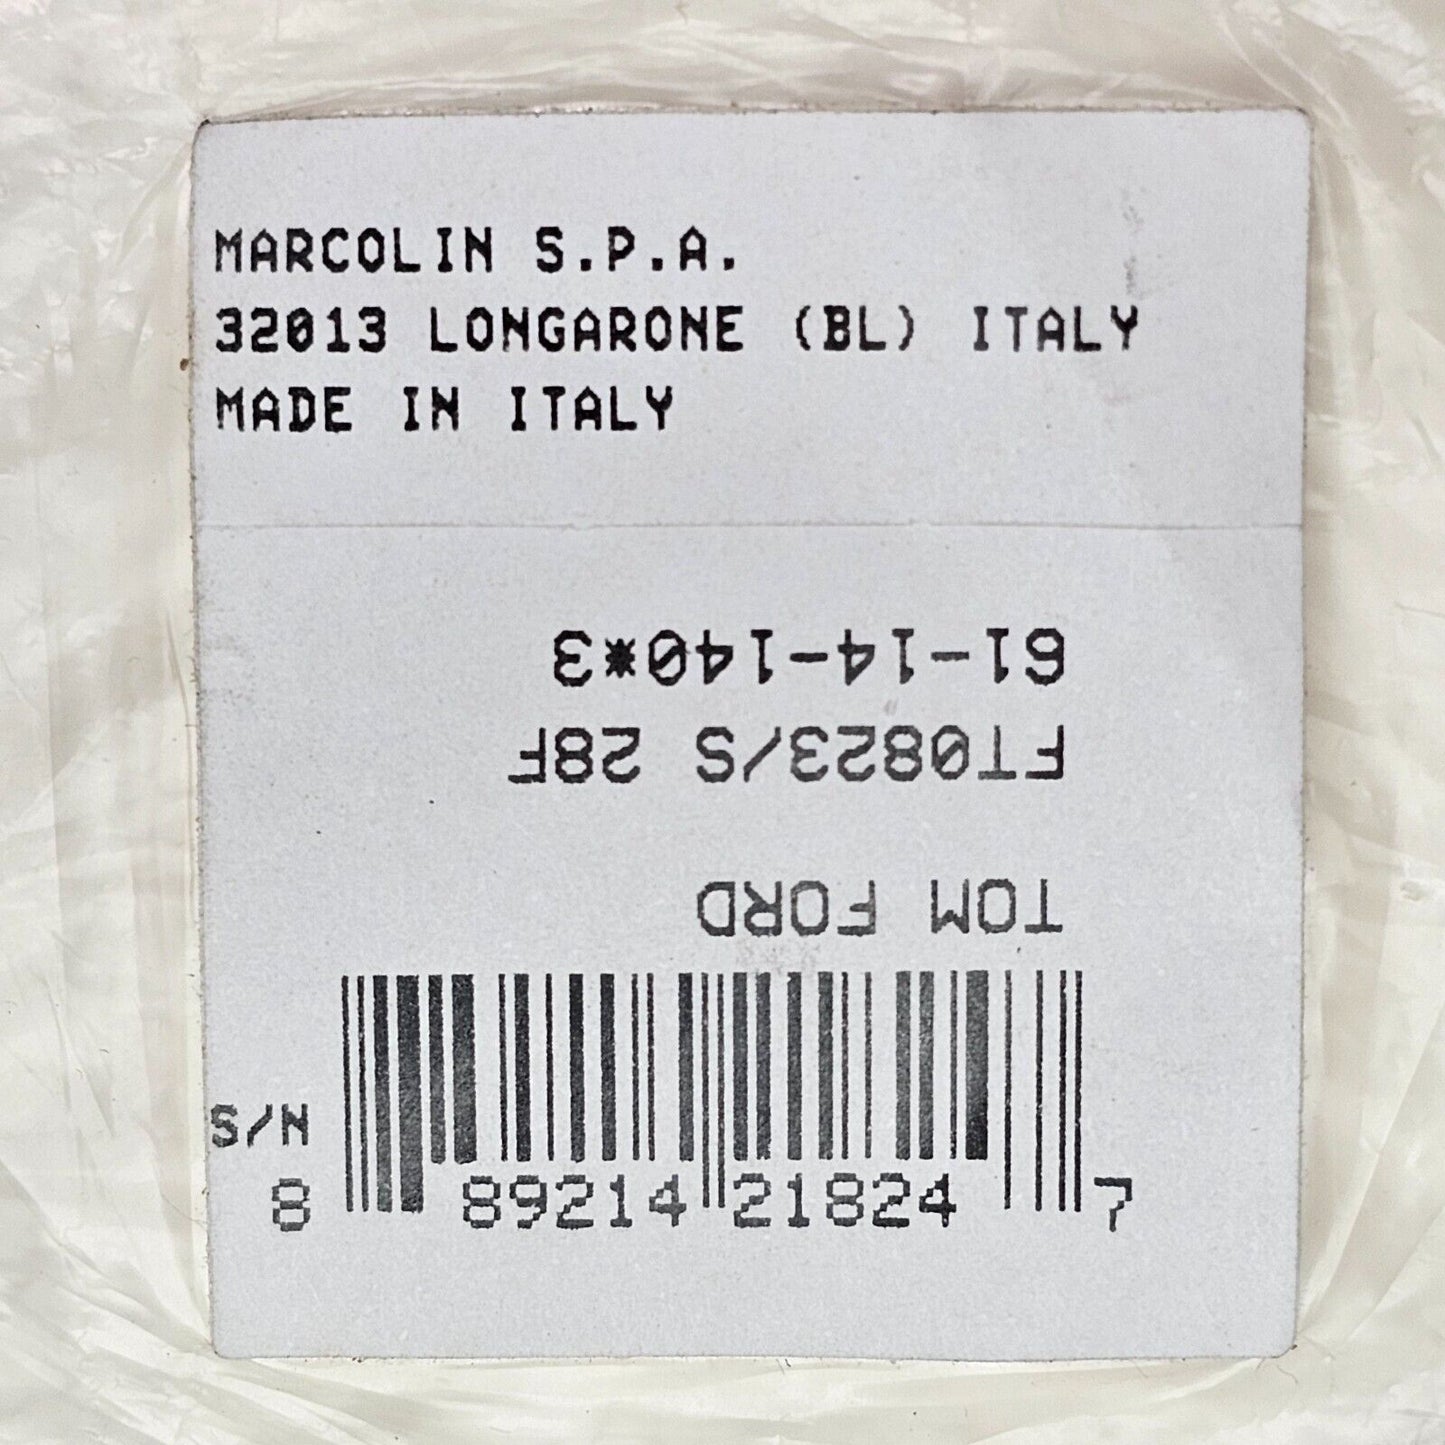 MARCOLIN S.P.A.
32013 LONGARONE (BL) ITALY
MADE IN ITALY
TOM FORD
FT0823/S 28F
61-14-140*3
S/N
8 89214 21824 7